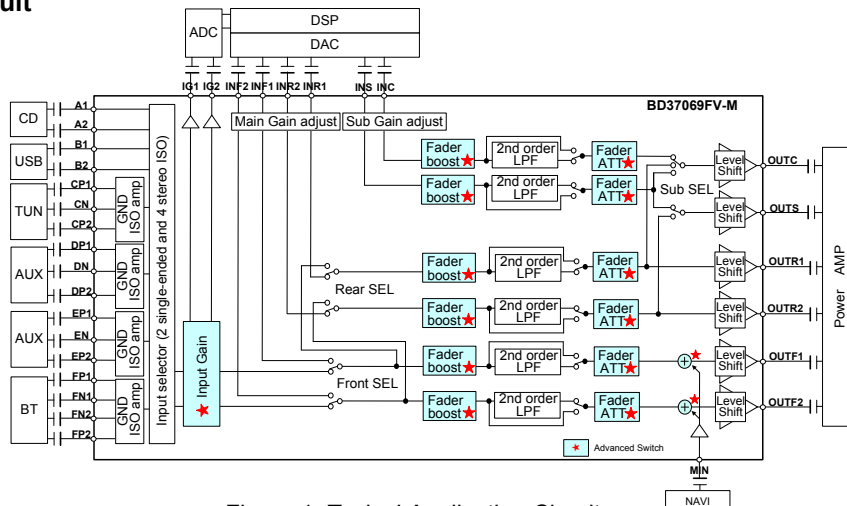 uit
DSP
ADC
DAC
IG1 IG2 INF2 INF1 INR2 INR1 INS INC
BD37069FV-M
CD
A1
A2
USB
B1
B2
TUN
CP1
CN
CP2
GND
ISO amp
AUX
DP1
DN
DP2
GND
ISO amp
AUX
EP1
EN
EP2
GND
ISO amp
BT
FP1
FN1
FN2
FP2
GND
ISO amp
Input selector (2 single-ended and 4 stereo ISO)
Input Gain
Main Gain adjust
Sub Gain adjust
Fader
boost
2nd order
LPF
Fader
ATT
Level
Shift
OUTC
Fader
boost
2nd order
LPF
Fader
ATT
Sub SEL
Level
Shift
OUTS
Rear SEL
Fader
boost
2nd order
LPF
Fader
ATT
Level
Shift
OUTR1
Fader
boost
2nd order
LPF
Fader
ATT
Level
Shift
OUTR2
Front SEL
Fader
boost
2nd order
LPF
Fader
ATT
Level
Shift
OUTF1
Fader
boost
2nd order
LPF
Fader
ATT
Level
Shift
OUTF2
Power AMP
Advanced Switch
MIN
NAVI